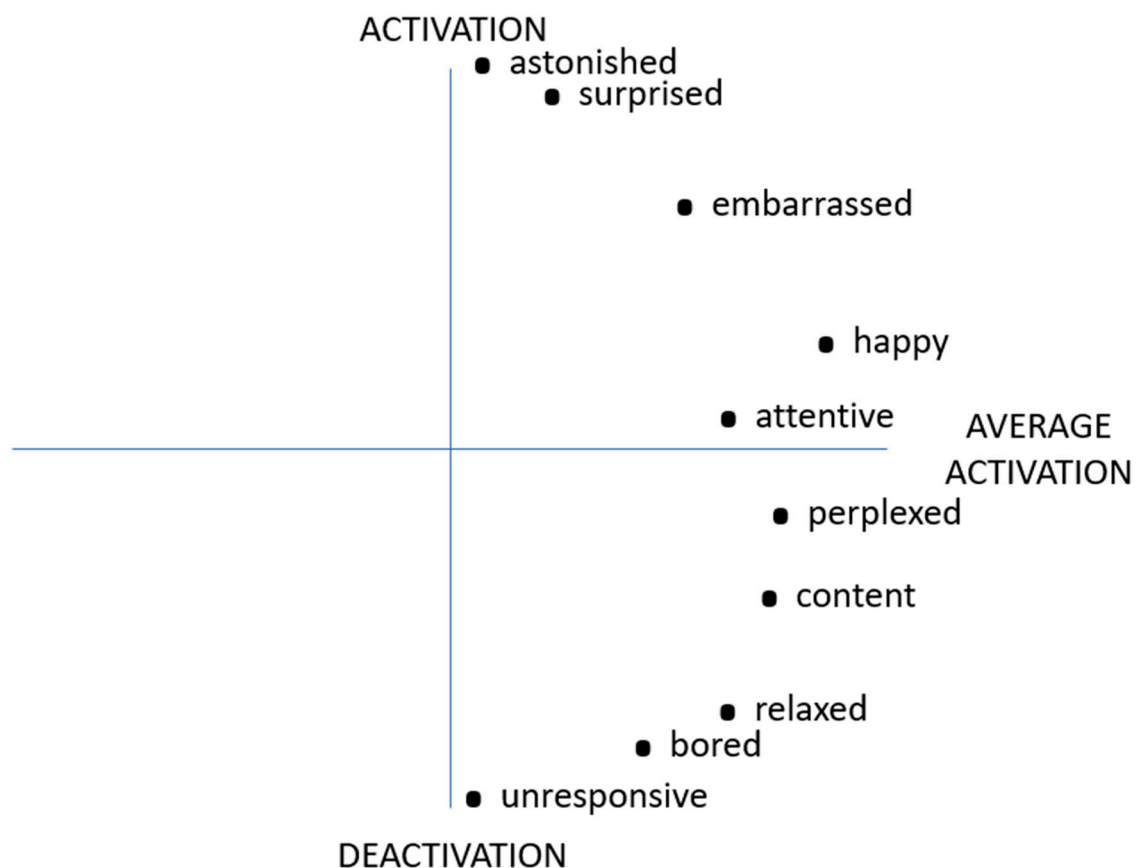 ACTIVATION
astonished
surprised
embarrassed
happy
attentive
AVERAGE
ACTIVATION
perplexed
content
relaxed
bored
unresponsive
DEACTIVATION